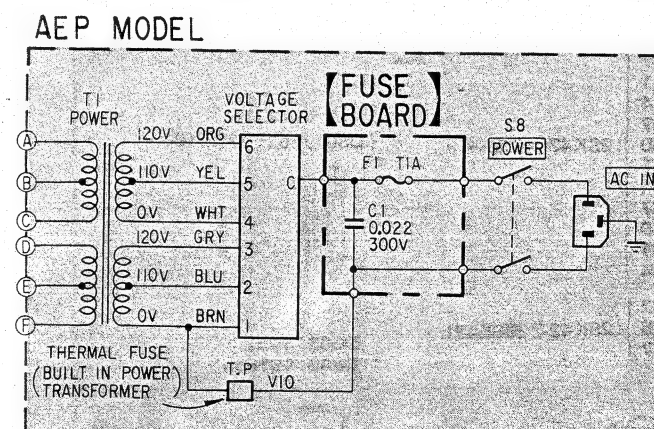 AEP MODEL
T1
POWER
VOLTAGE
SELECTOR
【FUSE
BOARD】
S8
POWER
AC IN
A
B
C
D
E
F
120V ORG 6
110V YEL 5
0V WHT 4
120V GRY 3
110V BLU 2
0V BRN 1
C
F1 T1A
C1
0.022
300V
THERMAL FUSE
(BUILT IN POWER)
TRANSFORMER
T.P
VIO